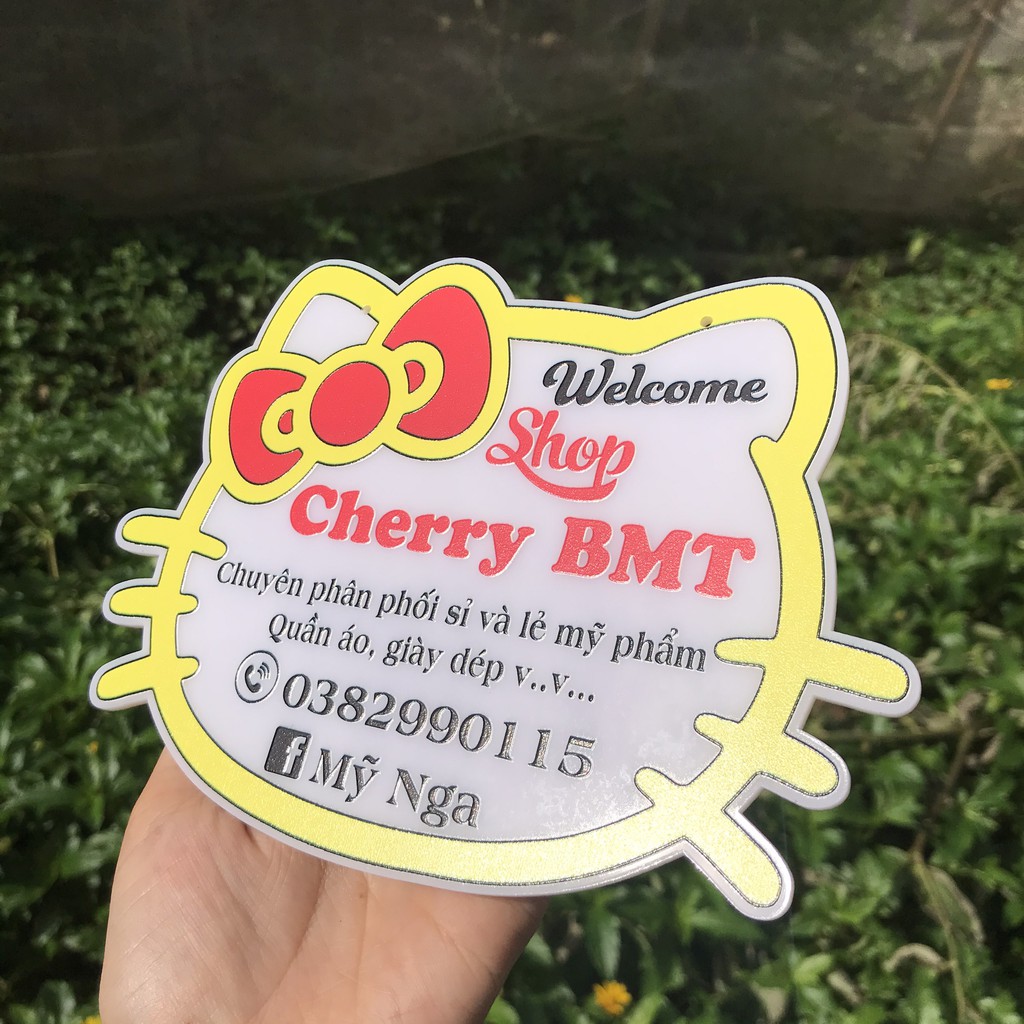 Welcome
Shop
Cherry BMT
Chuyên phân phối sỉ và lẻ mỹ phẩm
Quần áo, giày dép v..v...
0382990115
f Mỹ Nga